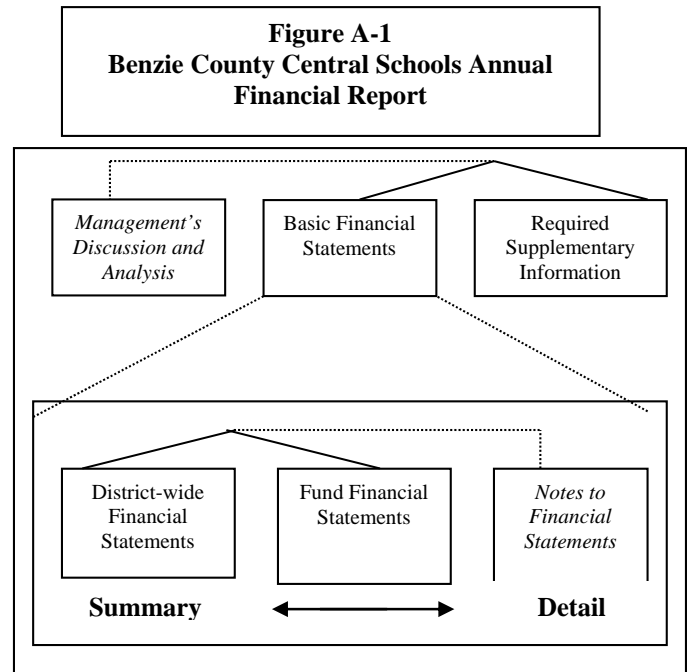 Figure A-1
Benzie County Central Schools Annual
Financial Report
Management’s
Discussion and
Analysis
Basic Financial
Statements
Required
Supplementary
Information
District-wide
Financial
Statements
Fund Financial
Statements
Notes to
Financial
Statements
Summary
Detail